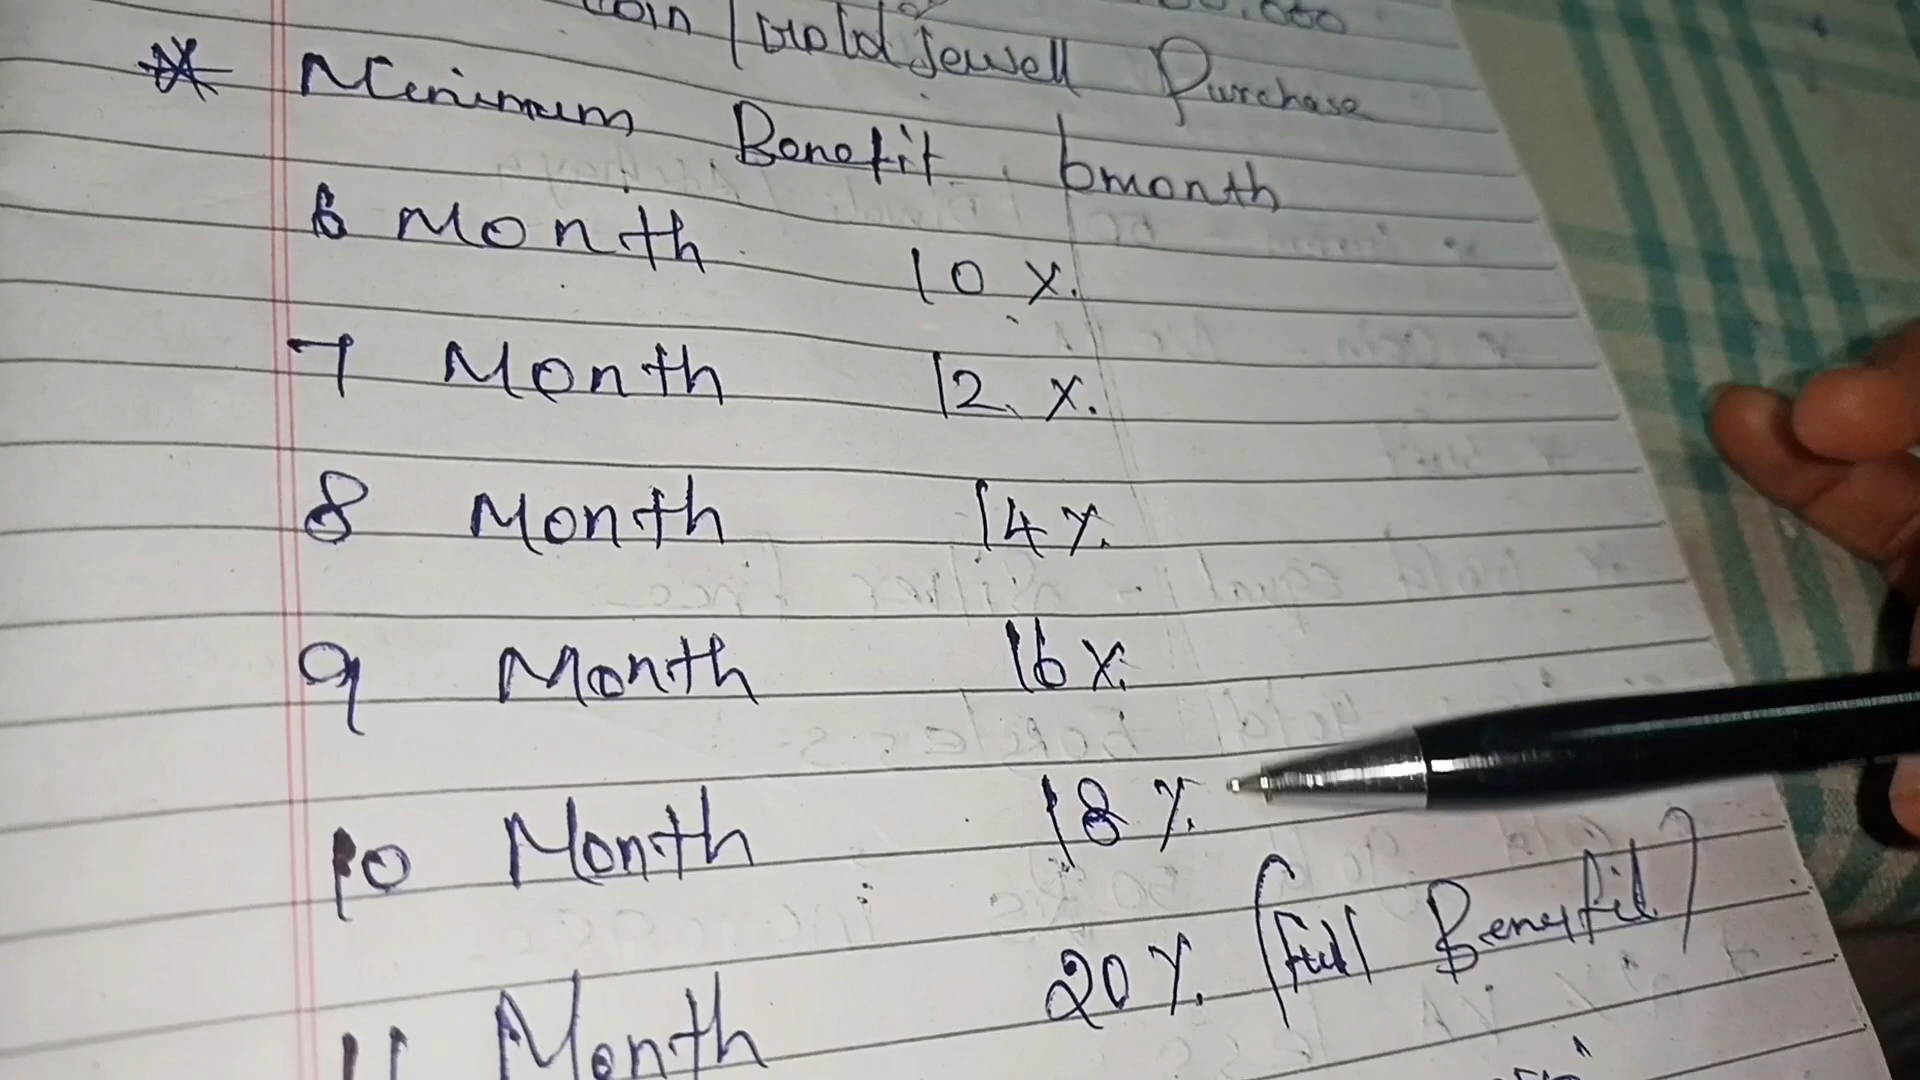 coin / Gold Jewell Purchase
* Minimum Benefit 6month
6 Month 10%
7 Month 12%
8 Month 14%
9 Month 16%
10 Month 18%
11 Month 20% (Full Benefit)